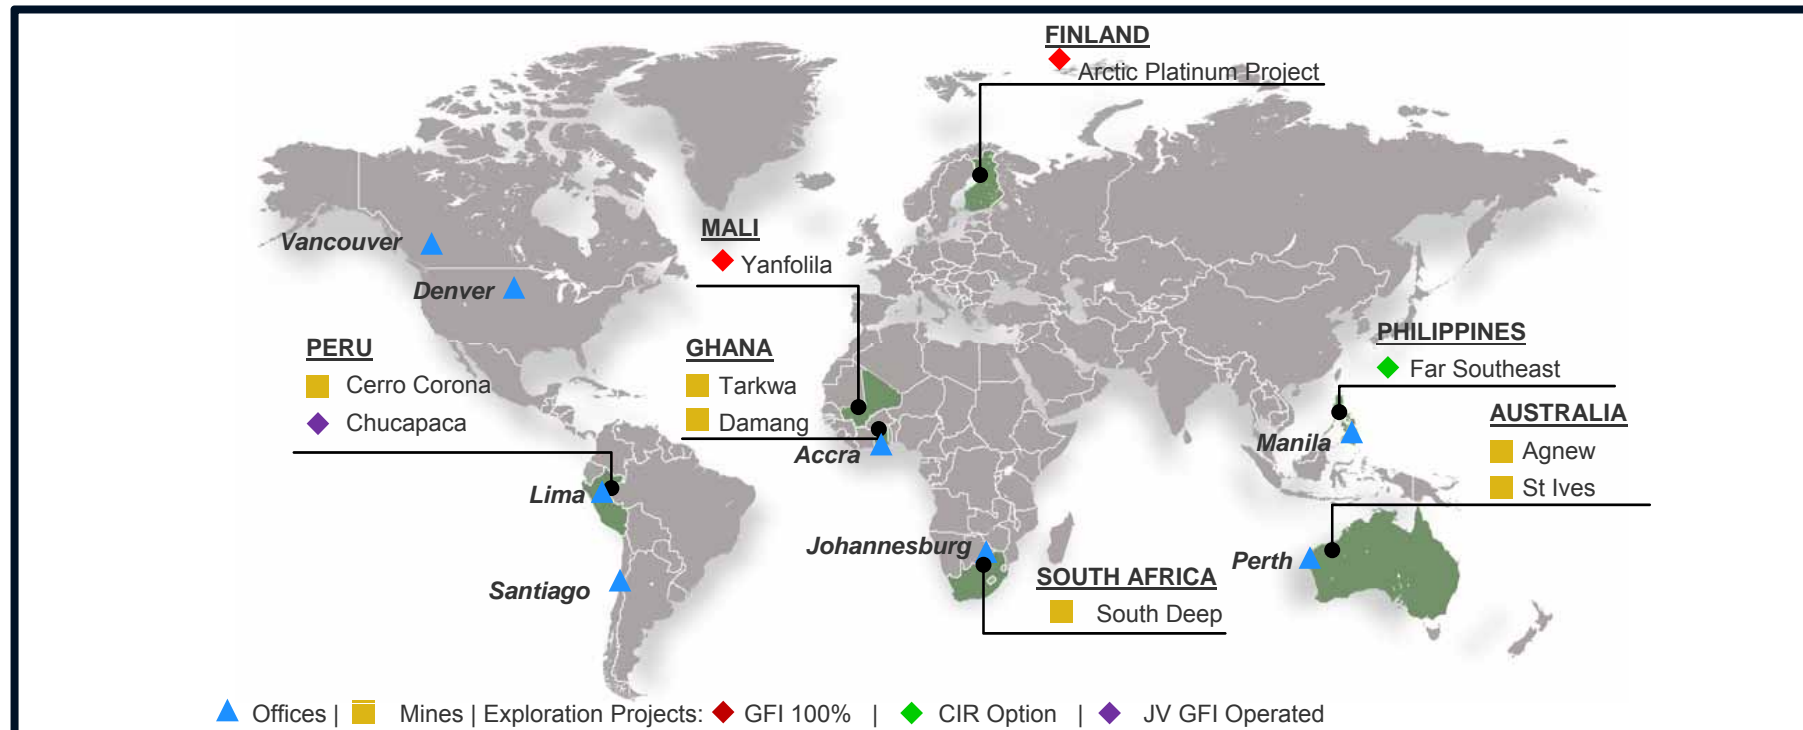 FINLAND
Arctic Platinum Project
MALI
Yanfolila
Vancouver
Denver
PERU
Cerro Corona
Chucapaca
GHANA
Tarkwa
Damang
PHILIPPINES
Far Southeast
AUSTRALIA
Agnew
St Ives
Accra
Manila
Lima
Johannesburg
Perth
Santiago
SOUTH AFRICA
South Deep
Offices | Mines | Exploration Projects: GFI 100% | CIR Option | JV GFI Operated